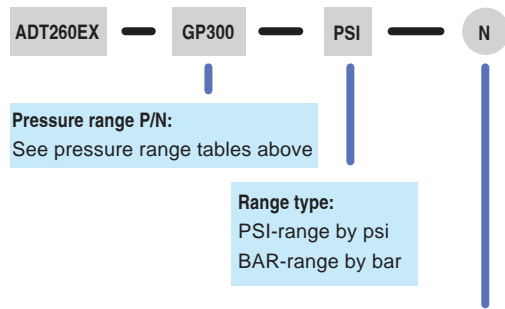 ADT260EX GP300 PSI N
Pressure range P/N:
See pressure range tables above
Range type:
PSI-range by psi
BAR-range by bar